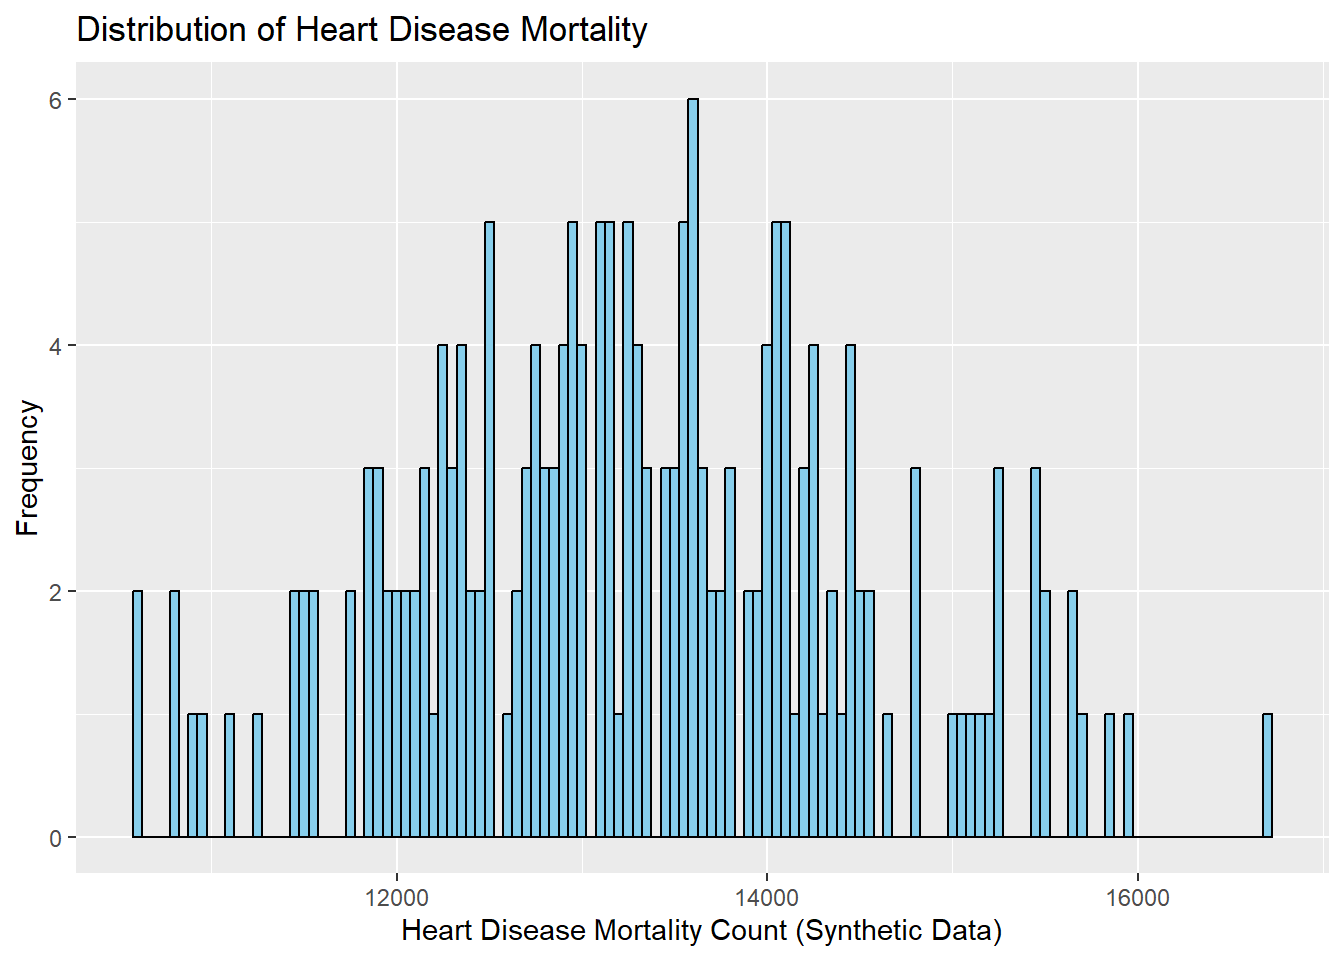 Distribution of Heart Disease Mortality
6
4
2
0
Frequency
12000 14000 16000
Heart Disease Mortality Count (Synthetic Data)